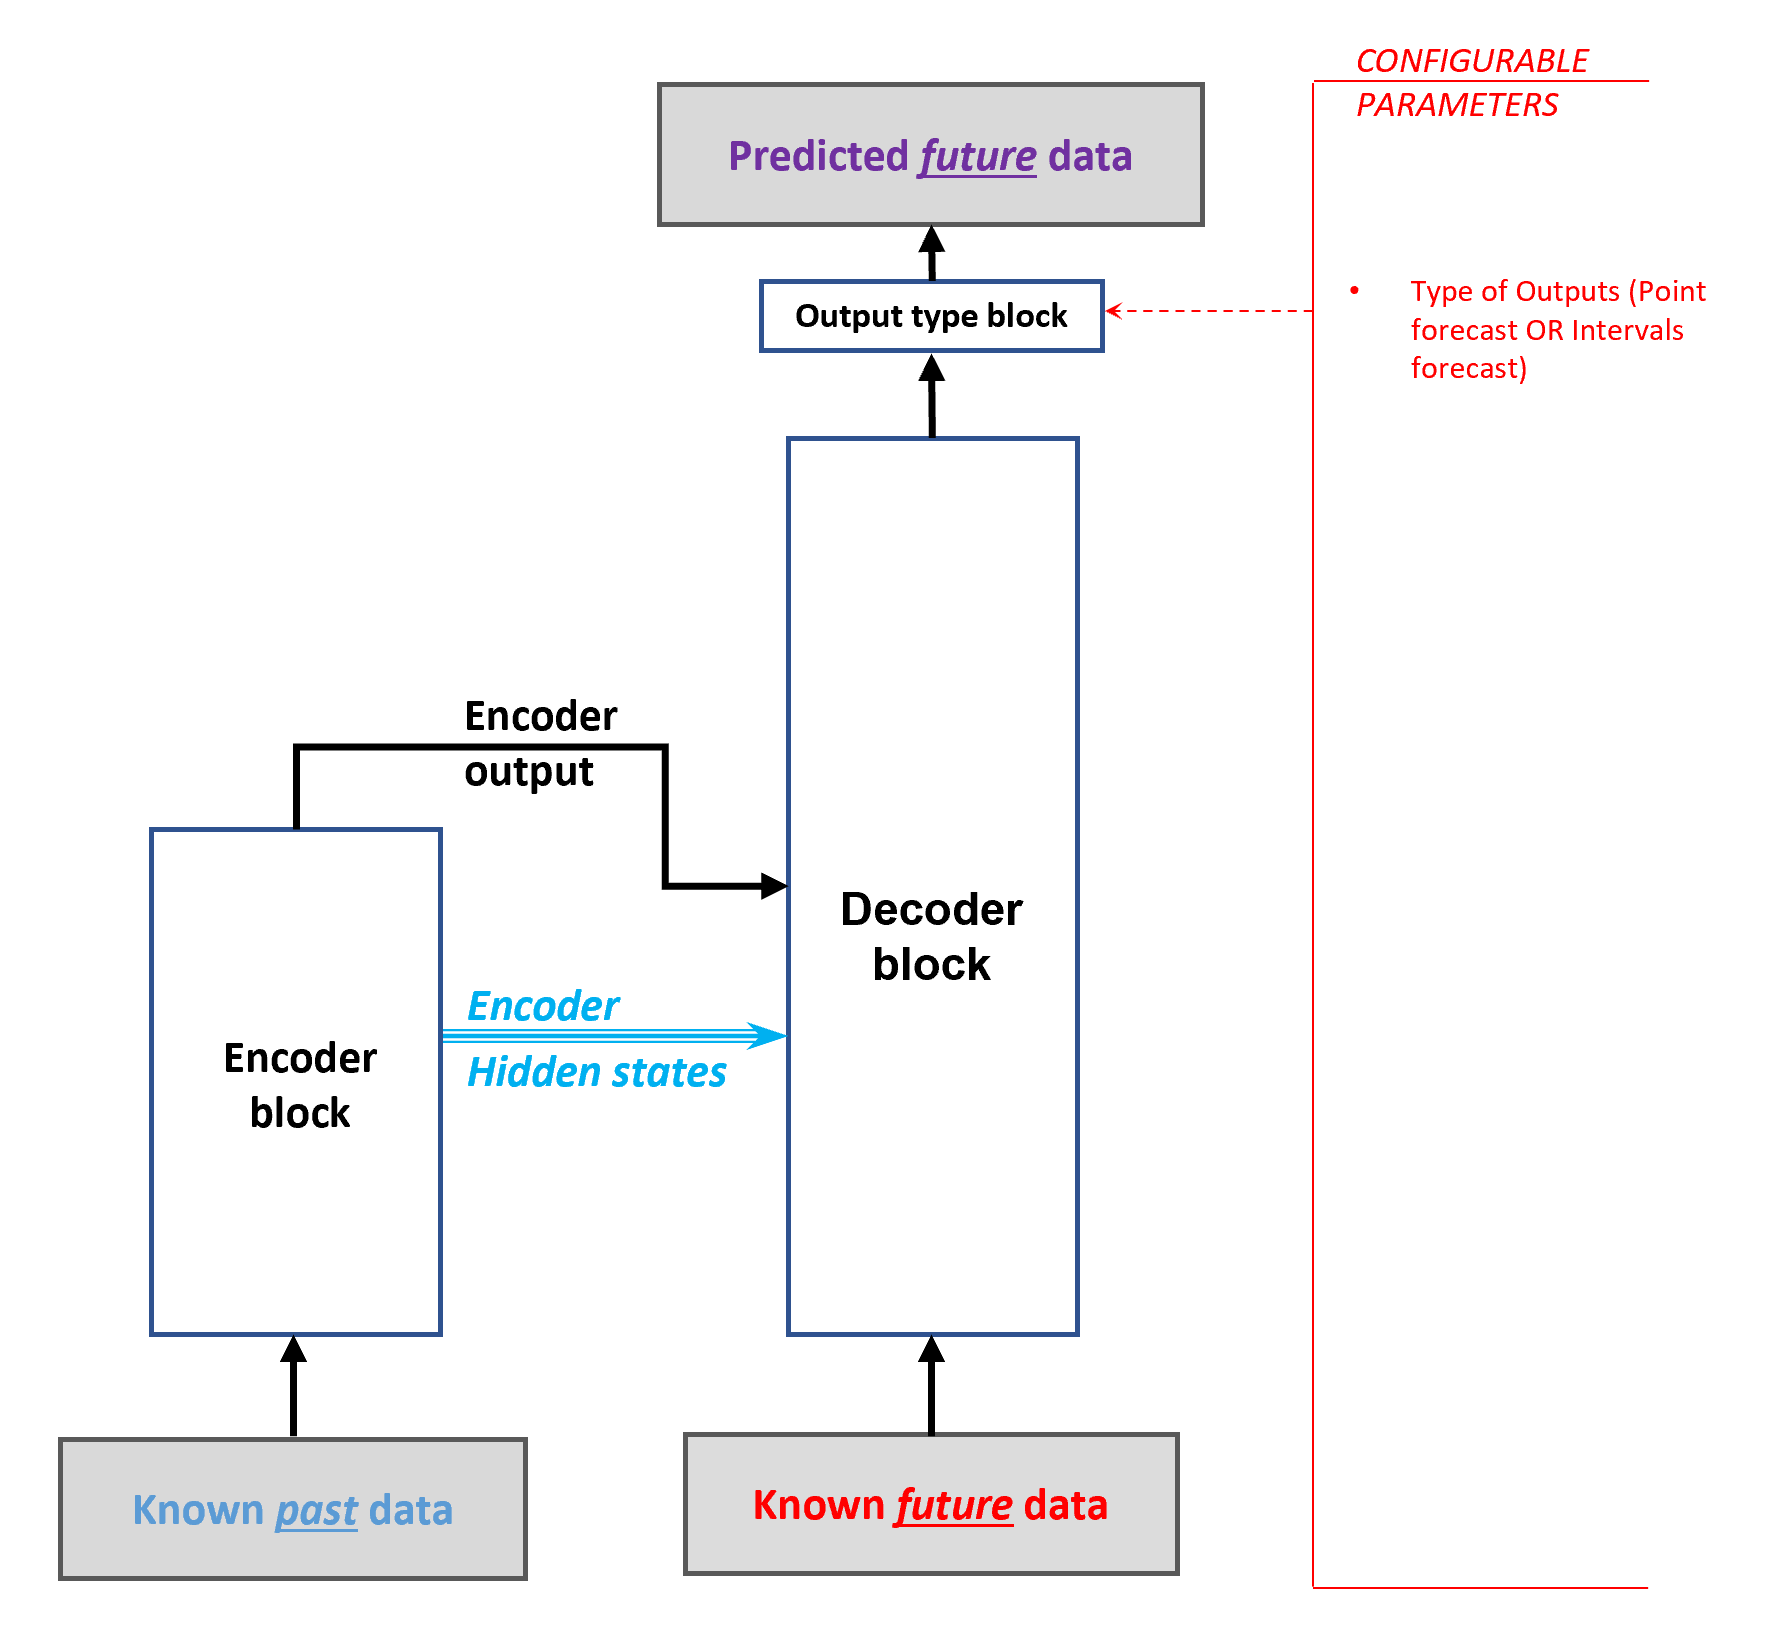 CONFIGURABLE
PARAMETERS
Predicted future data
Output type block
• Type of Outputs (Point
forecast OR Intervals
forecast)
Encoder
output
Decoder
block
Encoder
Hidden states
Encoder
block
Known past data
Known future data